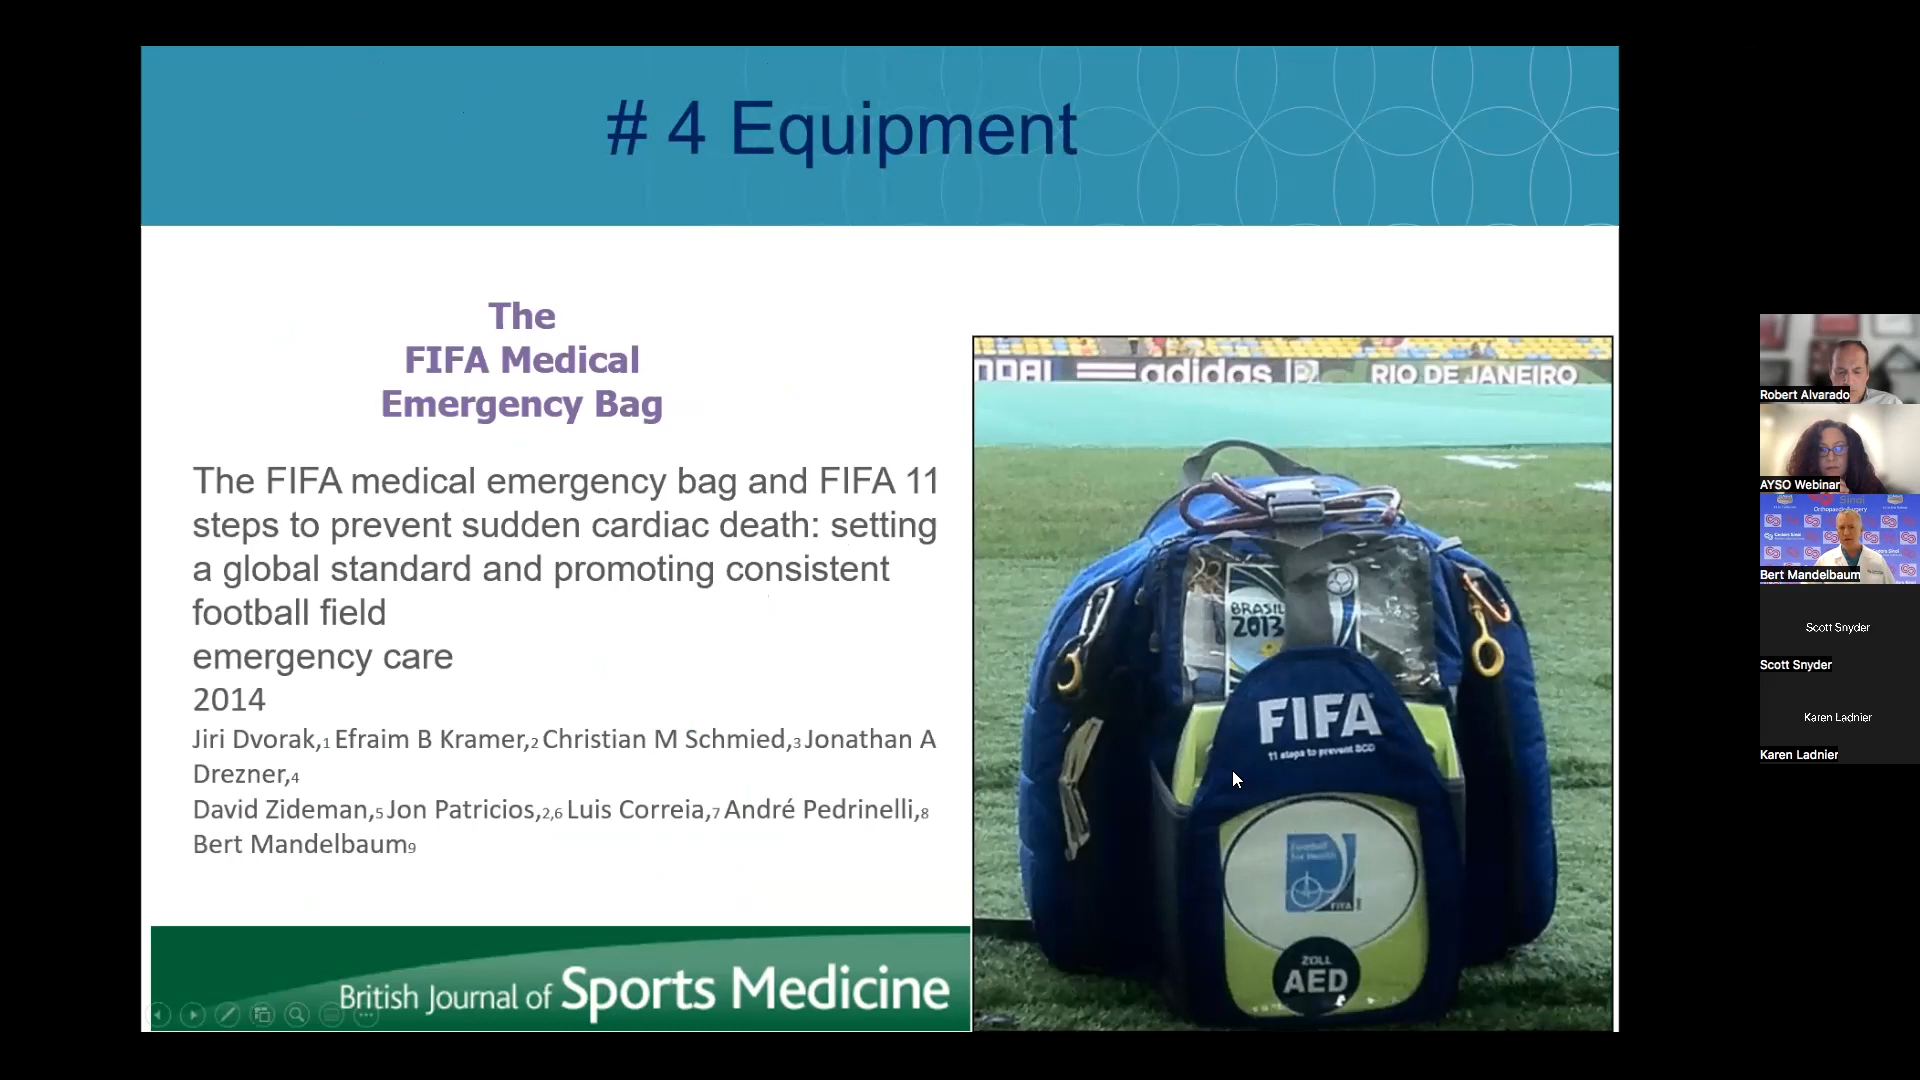 # 4 Equipment
The
FIFA Medical
Emergency Bag
The FIFA medical emergency bag and FIFA 11
steps to prevent sudden cardiac death: setting
a global standard and promoting consistent
football field
emergency care
2014
Jiri Dvorak,1 Efraim B Kramer,2 Christian M Schmied,3 Jonathan A
Drezner,4
David Zideman,5 Jon Patricios,2,6 Luis Correia,7 André Pedrinelli,8
Bert Mandelbaum9
British Journal of Sports Medicine
adidas
RIO DE JANEIRO
BRASIL
2013
FIFA
11 steps to prevent SCD
Football
for Health
FIFA
ZOLL
AED
Robert Alvarado
AYSO Webinar
Sinai
Orthopaedic Surgery
Bert Mandelbaum
Scott Snyder
Scott Snyder
Karen Ladnier
Karen Ladnier